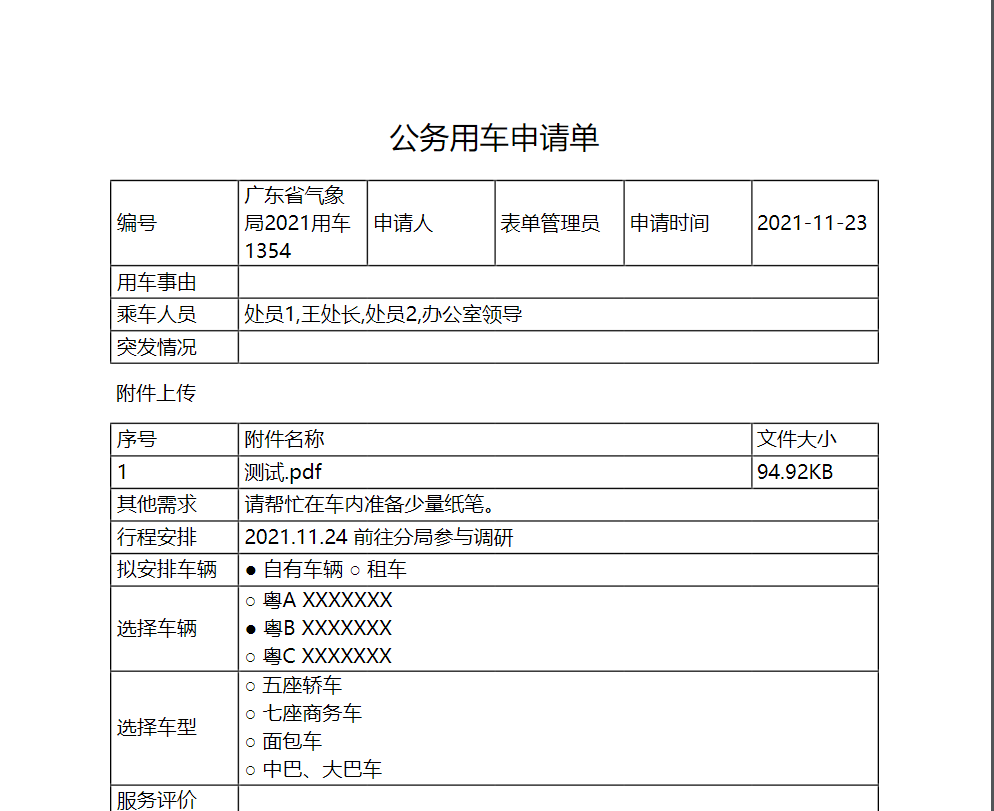 公务用车申请单
编号 广东省气象局2021用车1354 申请人 表单管理员 申请时间 2021-11-23
用车事由
乘车人员 处员1,王处长,处员2,办公室领导
突发情况
附件上传
序号 附件名称 文件大小
1 测试.pdf 94.92KB
其他需求 请帮忙在车内准备少量纸笔。
行程安排 2021.11.24 前往分局参与调研
拟安排车辆 ● 自有车辆 ○ 租车
选择车辆
○ 粤A XXXXXXX
● 粤B XXXXXXX
○ 粤C XXXXXXX
选择车型
○ 五座轿车
○ 七座商务车
○ 面包车
○ 中巴、大巴车
服务评价